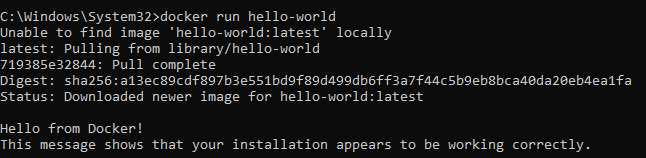 C:\Windows\System32>docker run hello-world
Unable to find image 'hello-world:latest' locally
latest: Pulling from library/hello-world
719385e32844: Pull complete
Digest: sha256:a13ec89cdf897b3e551bd9f89d499db6ff3a7f44c5b9eb8bca40da20eb4ea1fa
Status: Downloaded newer image for hello-world:latest

Hello from Docker!
This message shows that your installation appears to be working correctly.